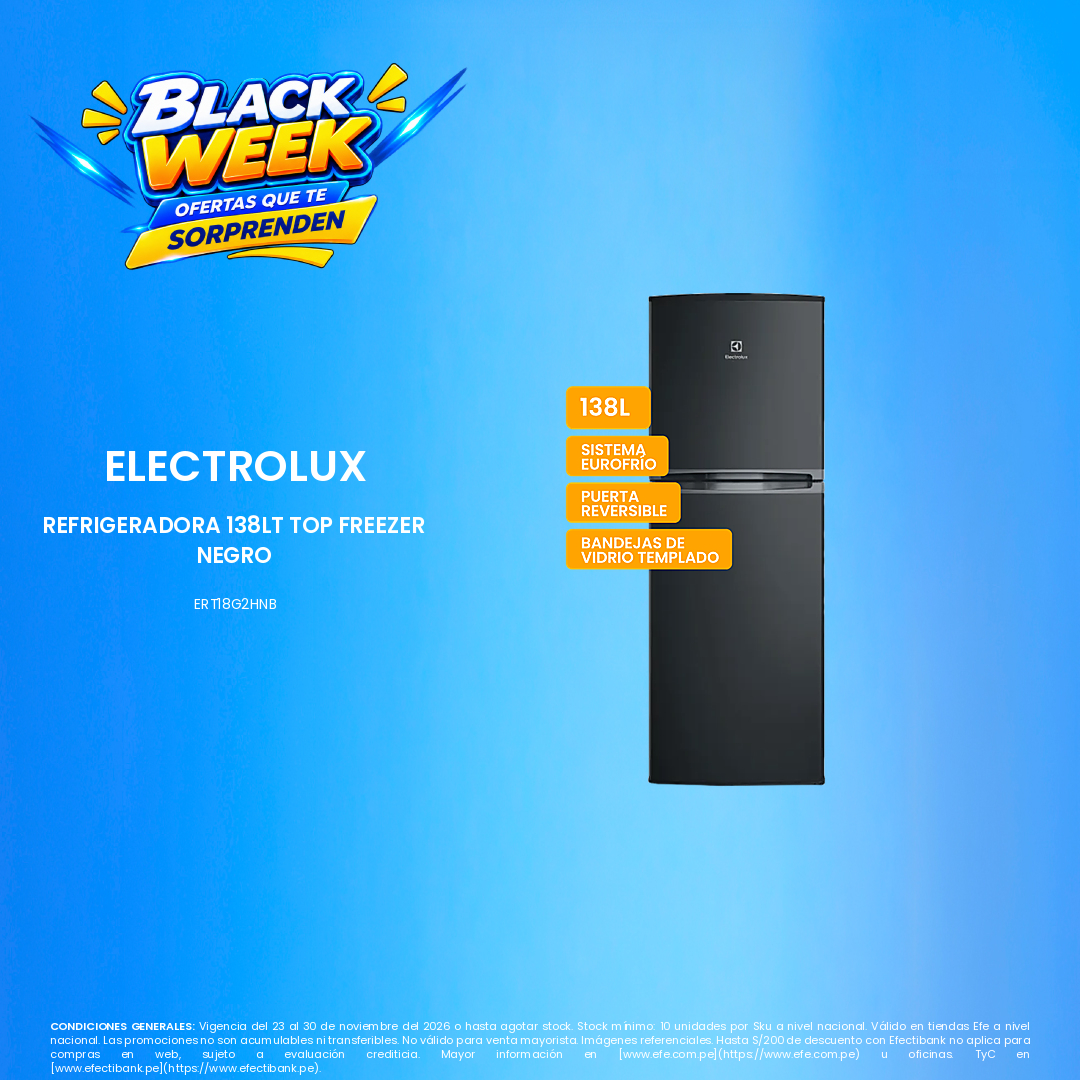 BLACK
WEEK
OFERTAS QUE TE
SORPRENDEN
Electrolux
138L
SISTEMA
EUROFRÍO
PUERTA
REVERSIBLE
BANDEJAS DE
VIDRIO TEMPLADO
ELECTROLUX
REFRIGERADORA 138LT TOP FREEZER
NEGRO
ERT18G2HNB
CONDICIONES GENERALES: Vigencia del 23 al 30 de noviembre del 2026 o hasta agotar stock. Stock mínimo: 10 unidades por Sku a nivel nacional. Válido en tiendas Efe a nivel
nacional. Las promociones no son acumulables ni transferibles. No válido para venta mayorista. Imágenes referenciales. Hasta S/200 de descuento con Efectibank no aplica para
compras en web, sujeto a evaluación crediticia. Mayor información en [www.efe.com.pe](https://www.efe.com.pe) u oficinas. TyC en
[www.efectibank.pe](https://www.efectibank.pe).